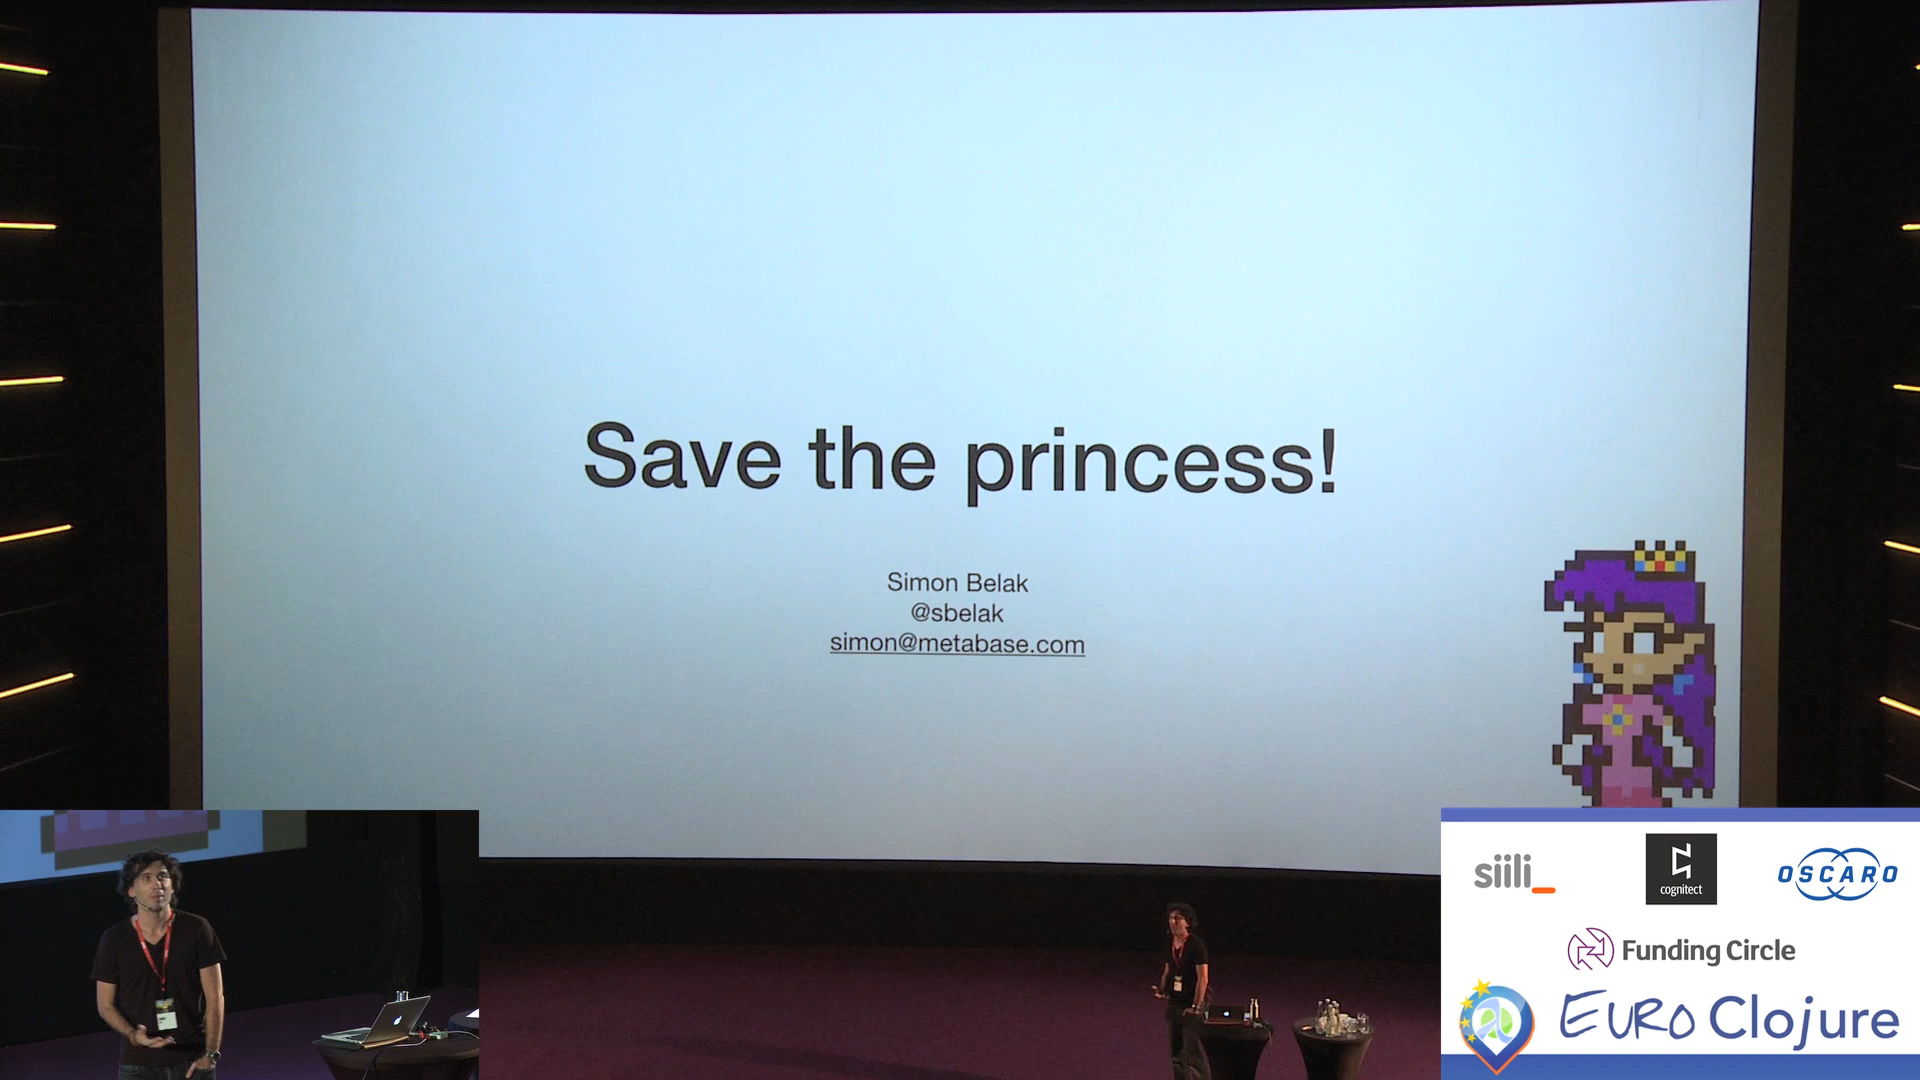 Save the princess!
Simon Belak
@sbelak
simon@metabase.com
siili_
cognitect
OSCARO
Funding Circle
EURO Clojure